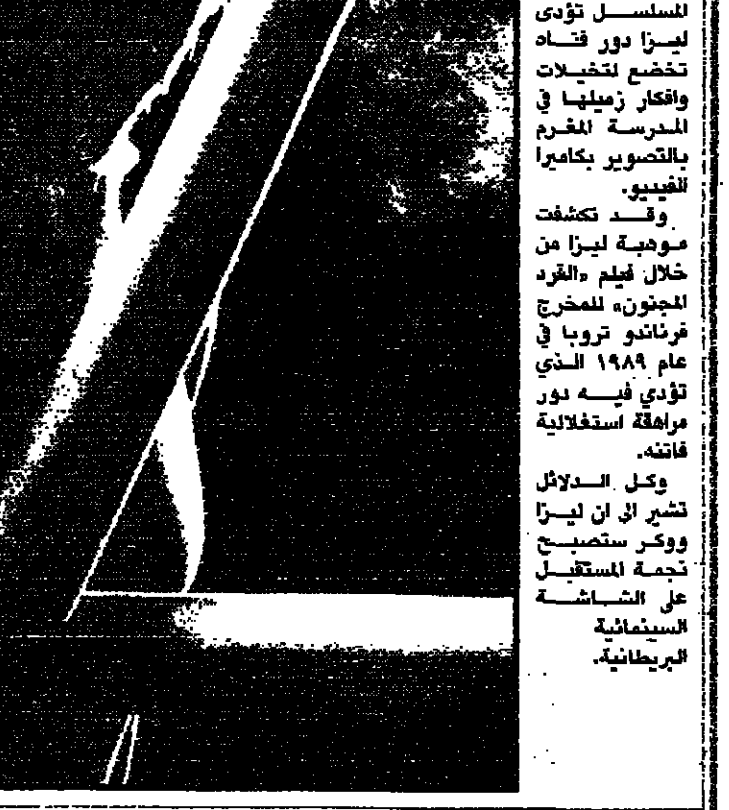 المسلسل تؤدى
ليزا دور فتاه
تخضع لتخيلات
وافكار زميلها في
المدرسة المغرم
بالتصوير بكاميرا
الفيديو.
وقد تكشفت
موهبة ليزا من
خلال فيلم «القرد
المجنون» للمخرج
فرناندو تروبا في
عام ١٩٨٩ الذي
تؤدي فيه دور
مراهقة استغلالية
فاتنه.
وكل الدلائل
تشير الى ان ليزا
ووكر ستصبح
نجمة المستقبل
على الشاشة
السينمائية
البريطانية.